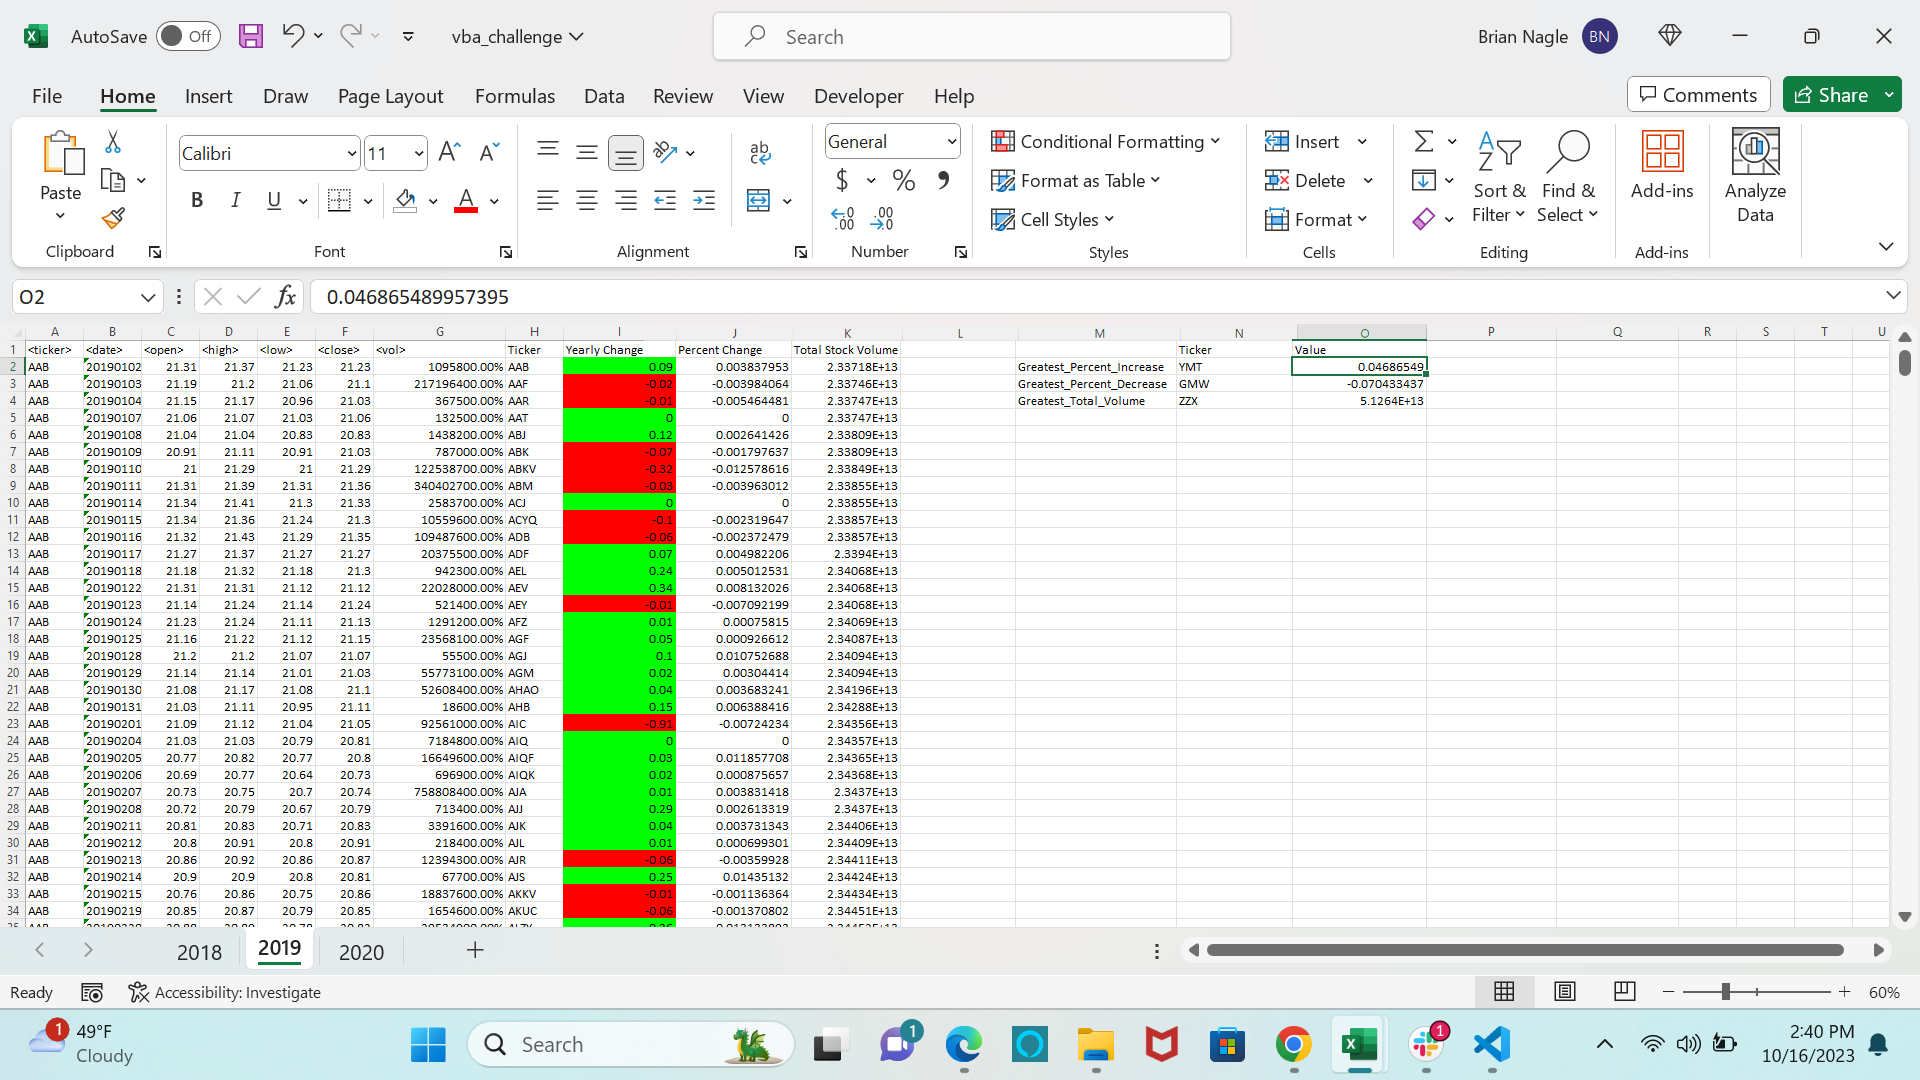 AutoSave Off vba_challenge Search Brian Nagle BN
File Home Insert Draw Page Layout Formulas Data Review View Developer Help Comments Share
Paste Calibri 11 General Conditional Formatting Insert
B I U A ab $ % Format as Table Delete Sort & Filter Find & Select Add-ins Analyze Data
Cell Styles Format
Clipboard Font Alignment Number Styles Cells Editing Add-ins
O2 fx 0.046865489957395
A B C D E F G H I J K L M N O P Q R S T U
1 <ticker> <date> <open> <high> <low> <close> <vol> Ticker Yearly Change Percent Change Total Stock Volume Ticker Value
2 AAB 20190102 21.31 21.37 21.23 21.23 1095800.00% AAB 0.09 0.003837953 2.33718E+13 Greatest_Percent_Increase YMT 0.04686549
3 AAB 20190103 21.19 21.2 21.06 21.1 217196400.00% AAF -0.02 -0.003984064 2.33746E+13 Greatest_Percent_Decrease GMW -0.070433437
4 AAB 20190104 21.15 21.17 20.96 21.03 367500.00% AAR -0.01 -0.005464481 2.33747E+13 Greatest_Total_Volume ZZX 5.1264E+13
5 AAB 20190107 21.06 21.07 21.03 21.06 132500.00% AAT 0 0 2.33747E+13
6 AAB 20190108 21.04 21.04 20.83 20.83 1438200.00% ABJ 0.12 0.002641426 2.33809E+13
7 AAB 20190109 20.91 21.11 20.91 21.03 787000.00% ABK -0.07 -0.001797637 2.33809E+13
8 AAB 20190110 21 21.29 21 21.29 122538700.00% ABKV -0.32 -0.012578616 2.33849E+13
9 AAB 20190111 21.31 21.39 21.31 21.36 340402700.00% ABM -0.03 -0.003963012 2.33855E+13
10 AAB 20190114 21.34 21.41 21.3 21.33 2583700.00% ACJ 0 0 2.33855E+13
11 AAB 20190115 21.34 21.36 21.24 21.3 10559600.00% ACYQ -0.1 -0.002319647 2.33857E+13
12 AAB 20190116 21.32 21.43 21.29 21.35 109487600.00% ADB -0.06 -0.002372479 2.33857E+13
13 AAB 20190117 21.27 21.37 21.27 21.27 20375500.00% ADF 0.07 0.004982206 2.3394E+13
14 AAB 20190118 21.18 21.32 21.18 21.3 942300.00% AEL 0.24 0.005012531 2.34068E+13
15 AAB 20190122 21.31 21.31 21.12 21.12 22028000.00% AEV 0.34 0.008132026 2.34068E+13
16 AAB 20190123 21.14 21.24 21.14 21.24 521400.00% AEY -0.01 -0.007092199 2.34068E+13
17 AAB 20190124 21.23 21.24 21.11 21.13 1291200.00% AFZ 0.01 0.00075815 2.34069E+13
18 AAB 20190125 21.16 21.22 21.12 21.15 23568100.00% AGF 0.05 0.000926612 2.34087E+13
19 AAB 20190128 21.2 21.2 21.07 21.07 55500.00% AGJ 0.1 0.010752688 2.34094E+13
20 AAB 20190129 21.14 21.14 21.01 21.03 55773100.00% AGM 0.02 0.00304414 2.34094E+13
21 AAB 20190130 21.08 21.17 21.08 21.1 52608400.00% AHAO 0.04 0.003683241 2.34196E+13
22 AAB 20190131 21.03 21.11 20.95 21.11 18600.00% AHB 0.15 0.006388416 2.34288E+13
23 AAB 20190201 21.09 21.12 21.04 21.05 92561000.00% AIC -0.91 -0.00724234 2.34356E+13
24 AAB 20190204 21.03 21.03 20.79 20.81 7184800.00% AIQ 0 0 2.34357E+13
25 AAB 20190205 20.77 20.82 20.77 20.8 16649600.00% AIQF 0.03 0.011857708 2.34365E+13
26 AAB 20190206 20.69 20.77 20.64 20.73 696900.00% AIQK 0.02 0.000875657 2.34368E+13
27 AAB 20190207 20.73 20.75 20.7 20.74 758808400.00% AJA 0.01 0.003831418 2.3437E+13
28 AAB 20190208 20.72 20.79 20.67 20.79 713400.00% AJJ 0.29 0.002613319 2.3437E+13
29 AAB 20190211 20.81 20.83 20.71 20.83 3391600.00% AJK 0.04 0.003731343 2.34406E+13
30 AAB 20190212 20.8 20.91 20.8 20.91 218400.00% AJL 0.01 0.000699301 2.34409E+13
31 AAB 20190213 20.86 20.92 20.86 20.87 12394300.00% AJR -0.06 -0.00359928 2.34411E+13
32 AAB 20190214 20.9 20.9 20.8 20.81 67700.00% AJS 0.25 0.01435132 2.34424E+13
33 AAB 20190215 20.76 20.86 20.75 20.86 18837600.00% AKKV -0.01 -0.001136364 2.34434E+13
34 AAB 20190219 20.85 20.87 20.79 20.85 1654600.00% AKUC -0.06 -0.001370802 2.34451E+13
2018 2019 2020
Ready Accessibility: Investigate 60%
1 49°F Cloudy Search 1 1 2:40 PM
10/16/2023